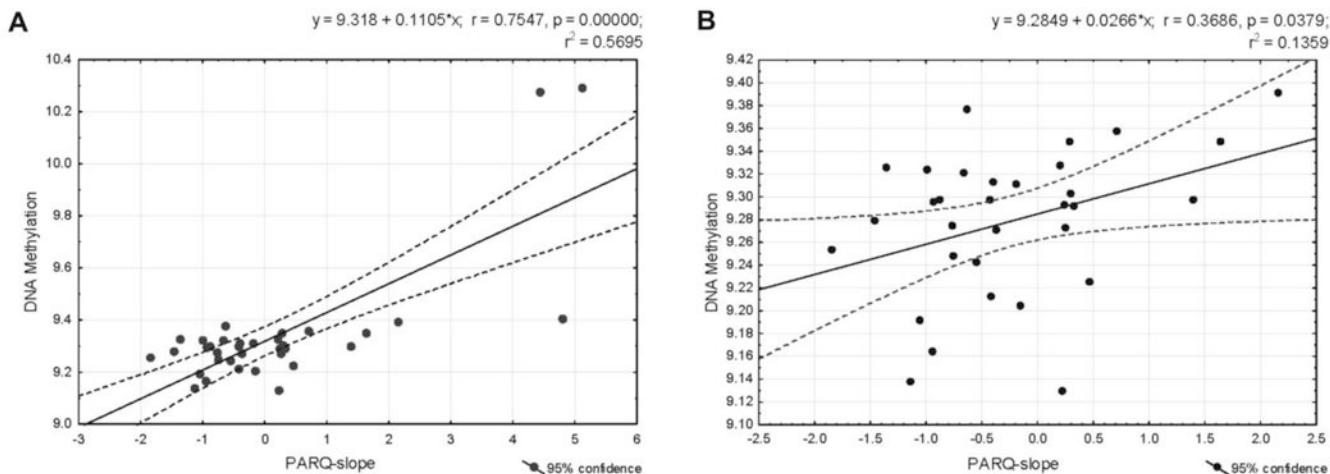 A
y = 9.318 + 0.1105*x; r = 0.7547, p = 0.00000;
r² = 0.5695
10.4
10.2
10.0
9.8
9.6
9.4
9.2
9.0
DNA Methylation
-3 -2 -1 0 1 2 3 4 5 6
PARQ-slope
95% confidence
B
y = 9.2849 + 0.0266*x; r = 0.3686, p = 0.0379;
r² = 0.1359
9.42
9.40
9.38
9.36
9.34
9.32
9.30
9.28
9.26
9.24
9.22
9.20
9.18
9.16
9.14
9.12
9.10
DNA Methylation
-2.5 -2.0 -1.5 -1.0 -0.5 0.0 0.5 1.0 1.5 2.0 2.5
PARQ-slope
95% confidence